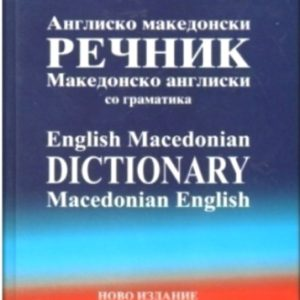 Англиско македонски
РЕЧНИК
Македонско англиски
со граматика
English Macedonian
DICTIONARY
Macedonian English
НОВО ИЗДАНИЕ